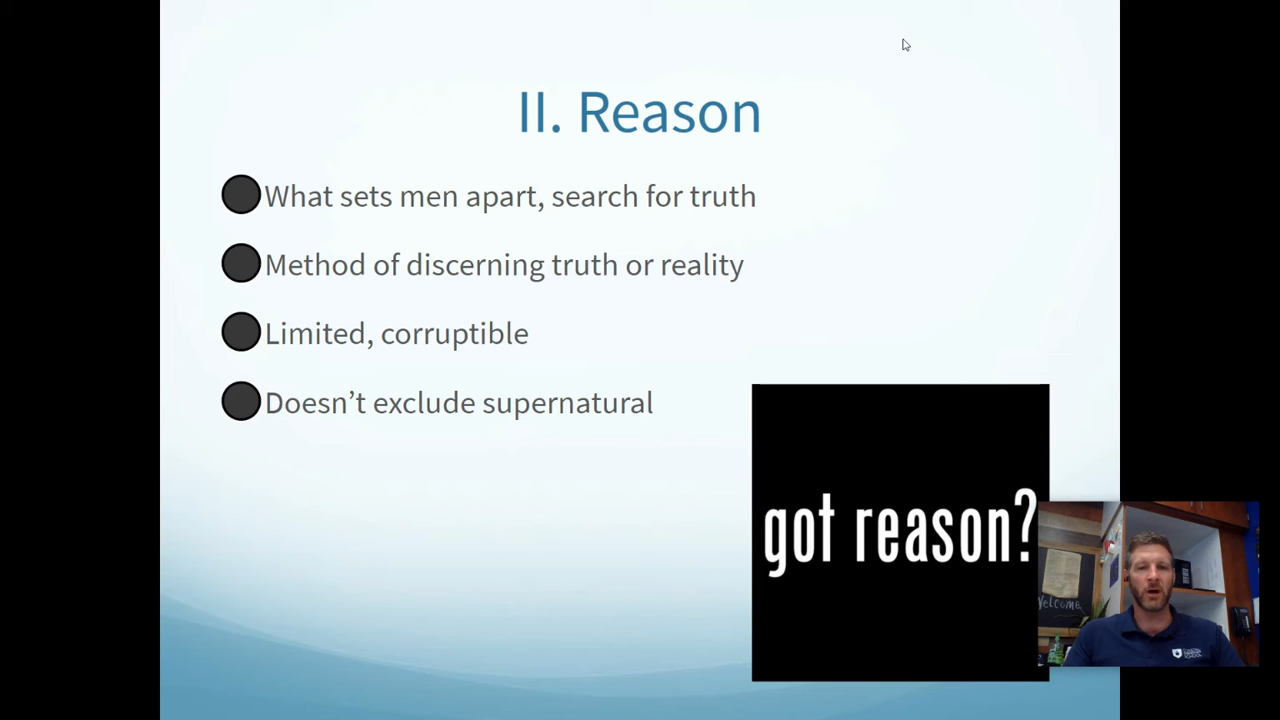 II. Reason
What sets men apart, search for truth
Method of discerning truth or reality
Limited, corruptible
Doesn’t exclude supernatural
got reason?
Welcome